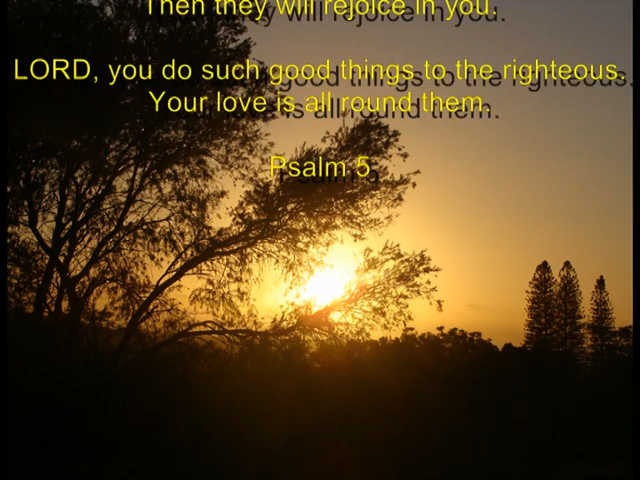 Then they will rejoice in you.
LORD, you do such good things to the righteous.
Your love is all round them.
Psalm 5